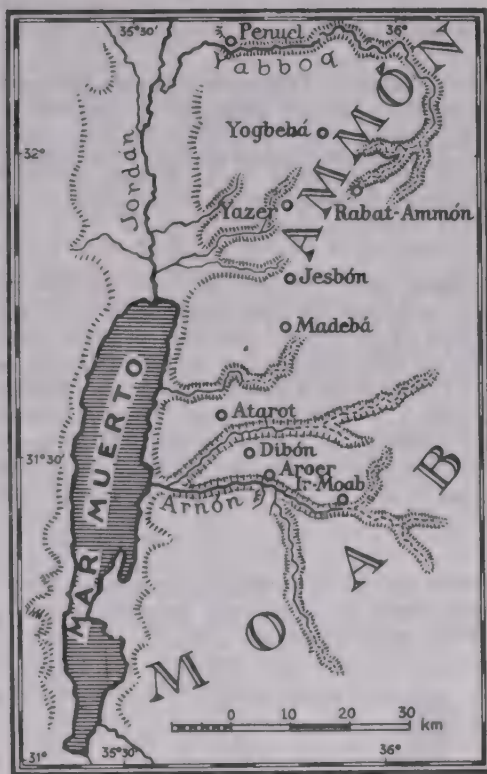 35°30'
36°
Penuel
Yabboq
Yogbebá
AMMÓN
32°
Jordán
Yazer
Rabat-Ammón
Jesbón
Madebá
MAR MUERTO
Atarot
31°30
Dibón
Aroer
Ir-Moab
Arnón
MOAB
0 10 20 30 km
31°
35°30'
36°